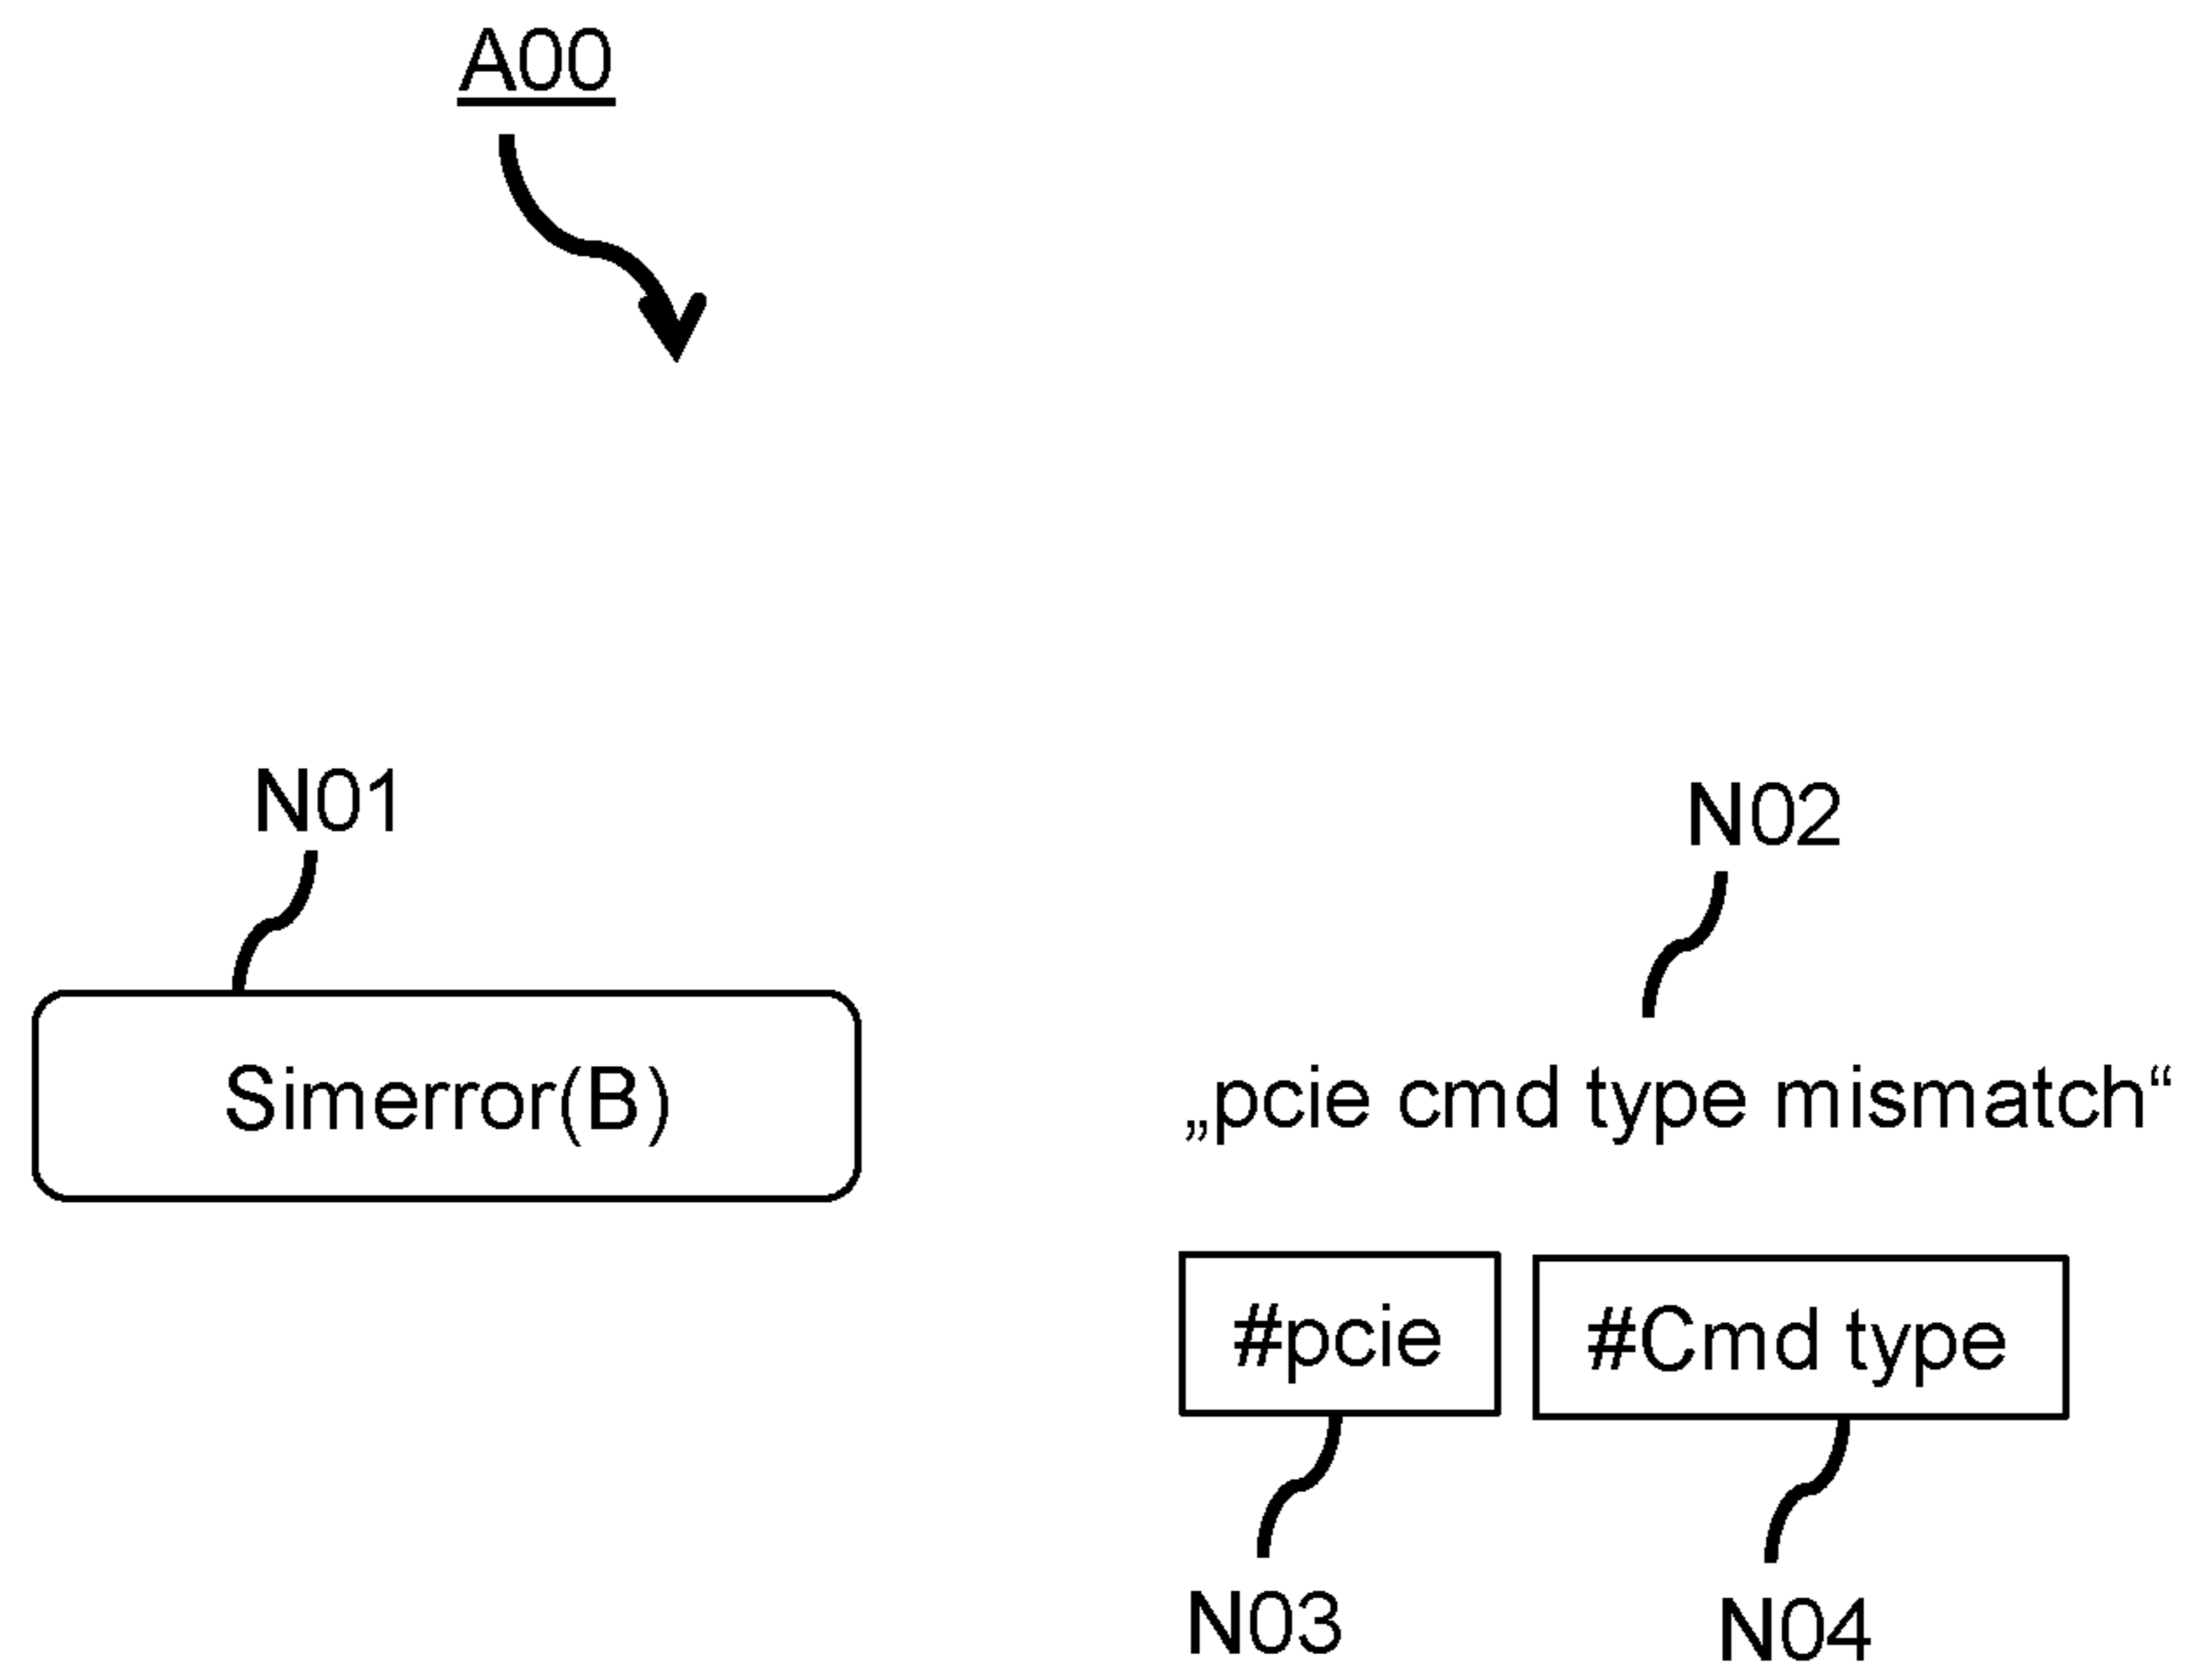 A00
N01
N02
Simerror(B)
„pcie cmd type mismatch“
#pcie
#Cmd type
N03
N04